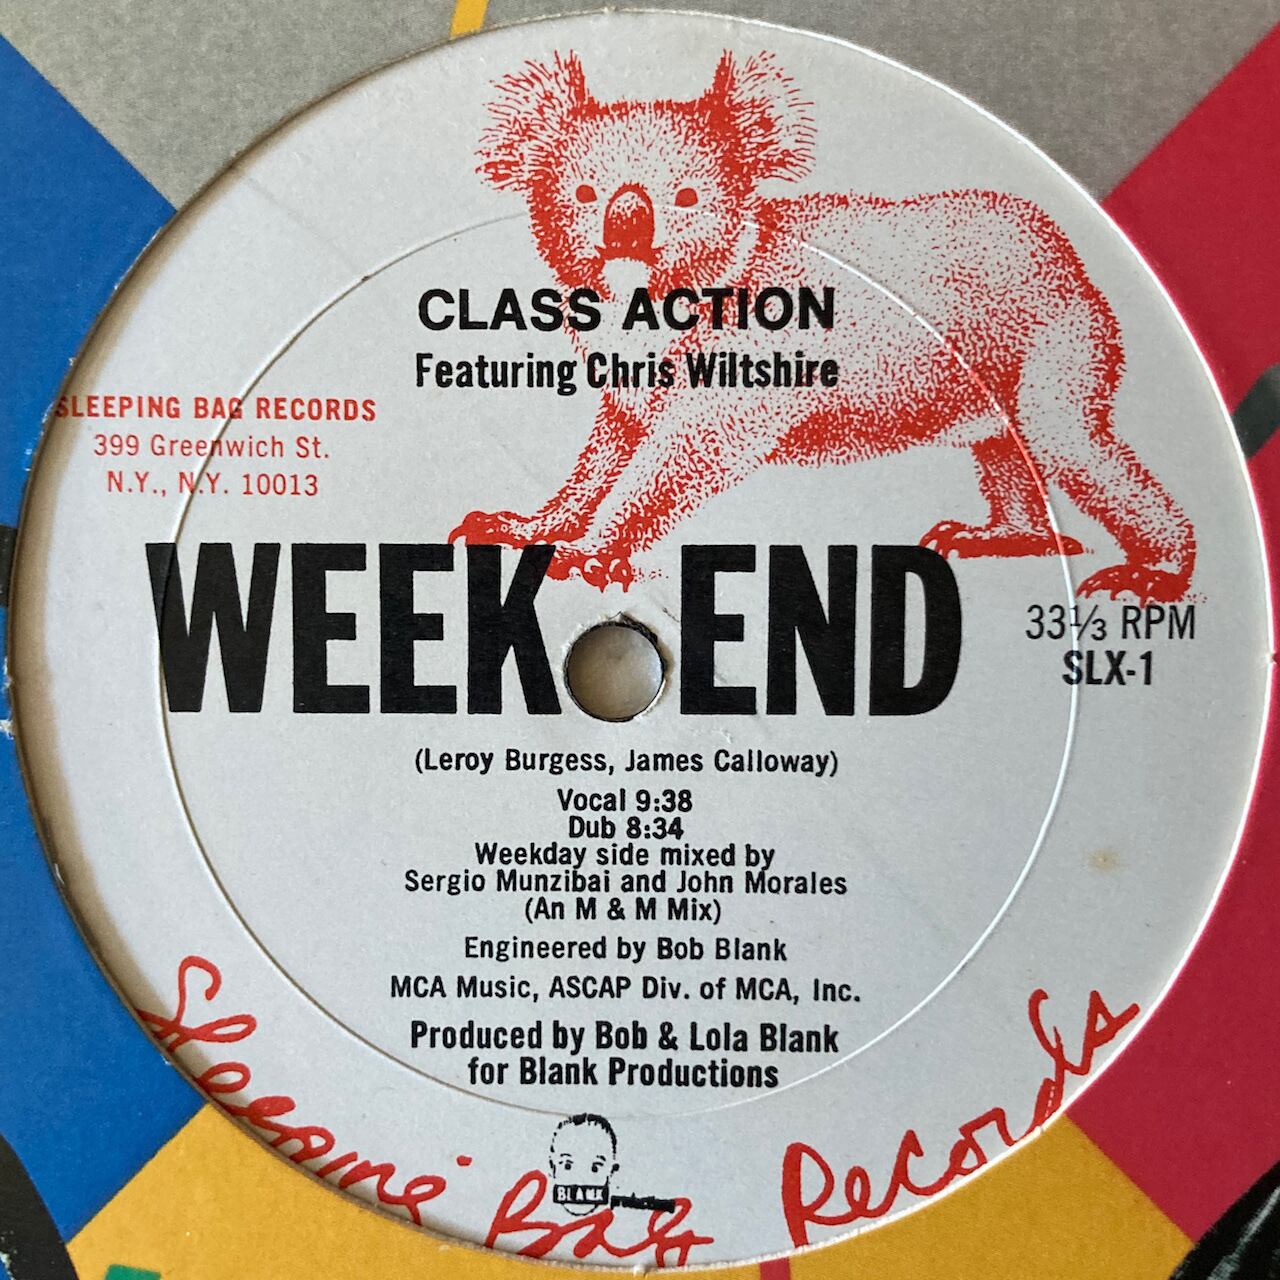 CLASS ACTION
Featuring Chris Wiltshire
SLEEPING BAG RECORDS
399 Greenwich St.
N.Y., N.Y. 10013
WEEK END
33⅓ RPM
SLX-1
(Leroy Burgess, James Calloway)
Vocal 9:38
Dub 8:34
Weekday side mixed by
Sergio Munzibai and John Morales
(An M & M Mix)
Engineered by Bob Blank
MCA Music, ASCAP Div. of MCA, Inc.
Produced by Bob & Lola Blank
for Blank Productions
BLANK
Sleeping Bag Records